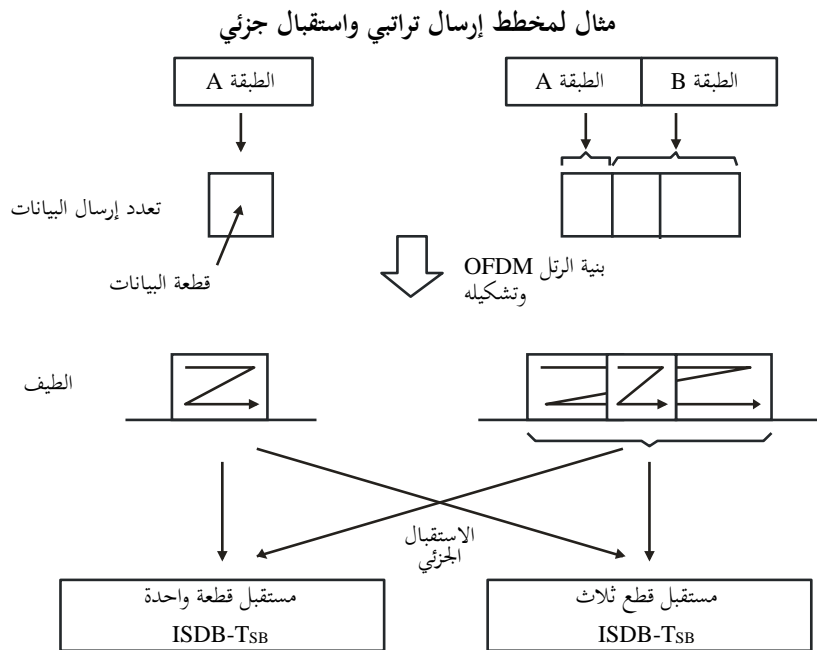 مثال لمخطط إرسال تراتبي واستقبال جزئي
الطبقة A
الطبقة A
الطبقة B
تعدد إرسال البيانات
قطعة البيانات
بنية الرتل OFDM
وتشكيله
الطيف
الاستقبال
الجزئي
مستقبل قطعة واحدة
ISDB-TSB
مستقبل قطع ثلاث
ISDB-TSB